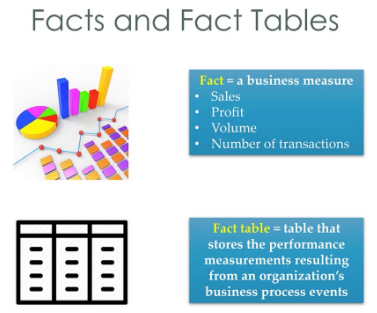 Facts and Fact Tables
Fact = a business measure
• Sales
• Profit
• Volume
• Number of transactions
Fact table = table that
stores the performance
measurements resulting
from an organization's
business process events